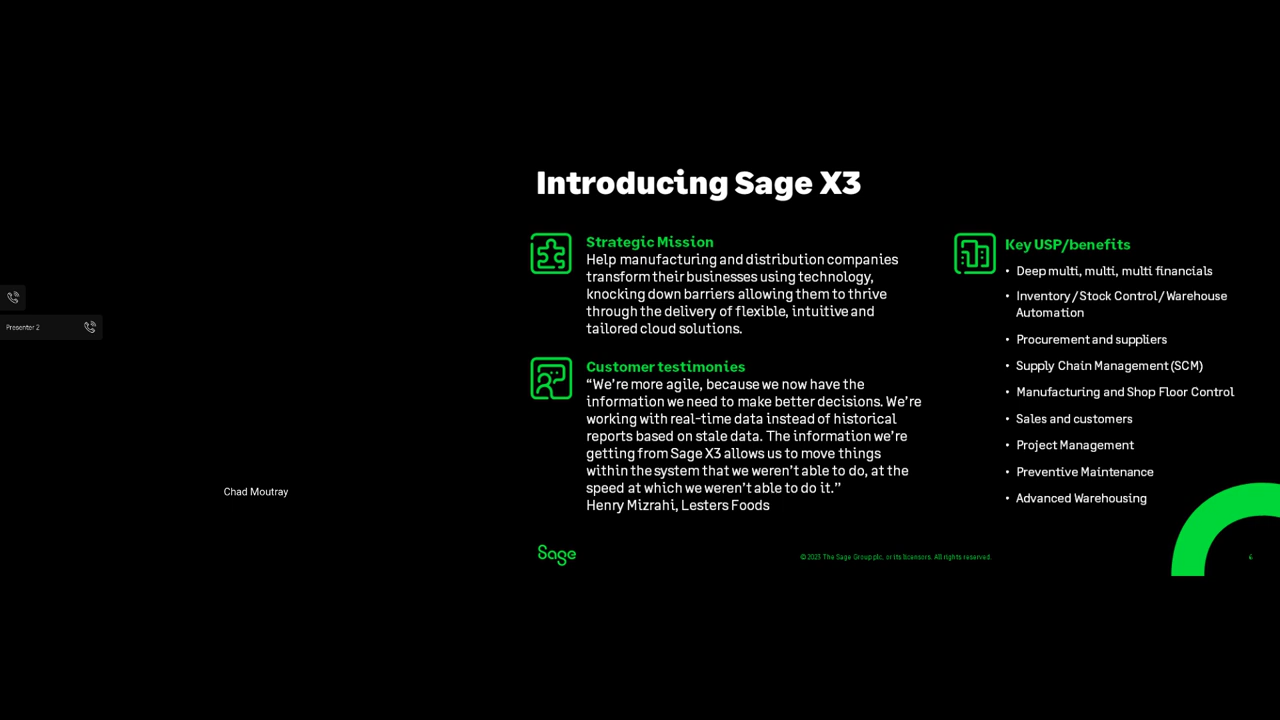 Presenter 2
Chad Moutray
Introducing Sage X3
Strategic Mission
Help manufacturing and distribution companies
transform their businesses using technology,
knocking down barriers allowing them to thrive
through the delivery of flexible, intuitive and
tailored cloud solutions.
Customer testimonies
“We’re more agile, because we now have the
information we need to make better decisions. We’re
working with real-time data instead of historical
reports based on stale data. The information we’re
getting from Sage X3 allows us to move things
within the system that we weren’t able to do, at the
speed at which we weren’t able to do it.”
Henry Mizrahi, Lesters Foods
Key USP/benefits
• Deep multi, multi, multi financials
• Inventory / Stock Control / Warehouse
Automation
• Procurement and suppliers
• Supply Chain Management (SCM)
• Manufacturing and Shop Floor Control
• Sales and customers
• Project Management
• Preventive Maintenance
• Advanced Warehousing
Sage
© 2023 The Sage Group plc, or its licensors. All rights reserved.